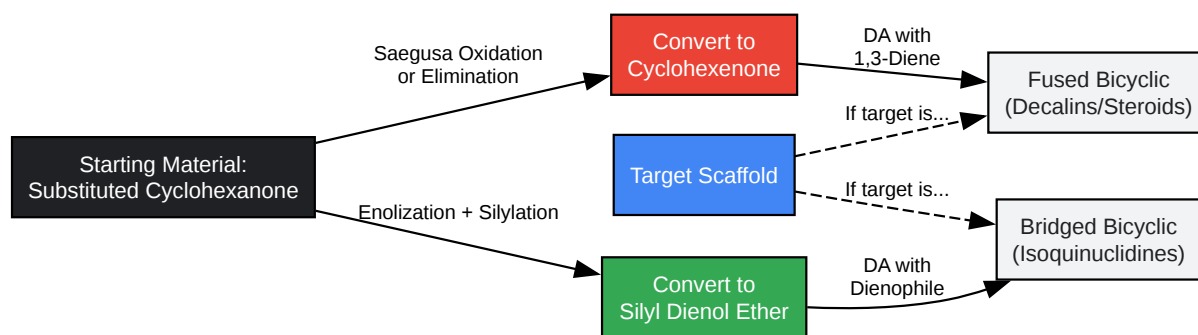 Starting Material:
Substituted Cyclohexanone
Saegusa Oxidation
or Elimination
Enolization + Silylation
Convert to
Cyclohexenone
Target Scaffold
Convert to
Silyl Dienol Ether
DA with
1,3-Diene
If target is...
If target is...
DA with
Dienophile
Fused Bicyclic
(Decalins/Steroids)
Bridged Bicyclic
(Isoquinuclidines)